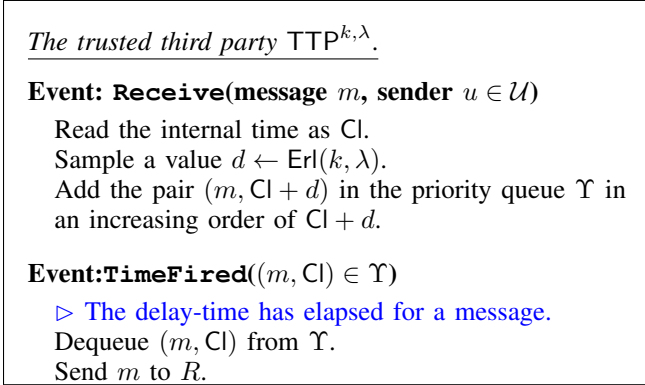 The trusted third party TTP^{k,λ}.
Event: Receive(message m, sender u ∈ 𝒰)
Read the internal time as Cl.
Sample a value d ← Erl(k, λ).
Add the pair (m, Cl + d) in the priority queue Υ in
an increasing order of Cl + d.
Event:TimeFired((m, Cl) ∈ Υ)
▷ The delay-time has elapsed for a message.
Dequeue (m, Cl) from Υ.
Send m to R.